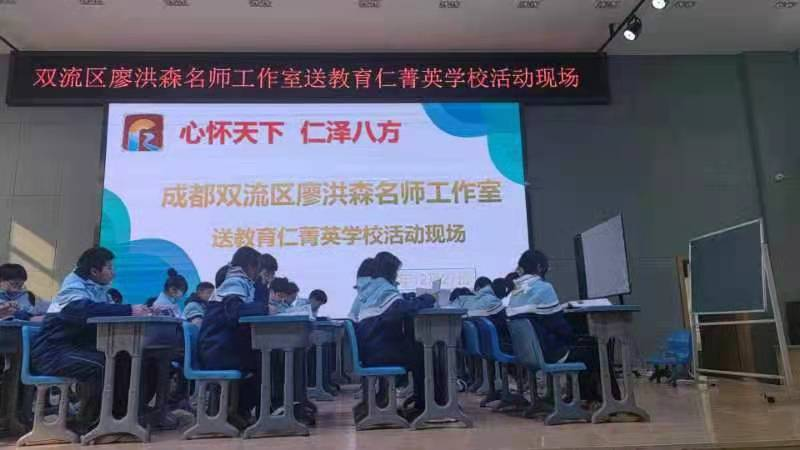 双流区廖洪森名师工作室送教育仁菁英学校活动现场
心怀天下 仁泽八方
成都双流区廖洪森名师工作室
送教育仁菁英学校活动现场